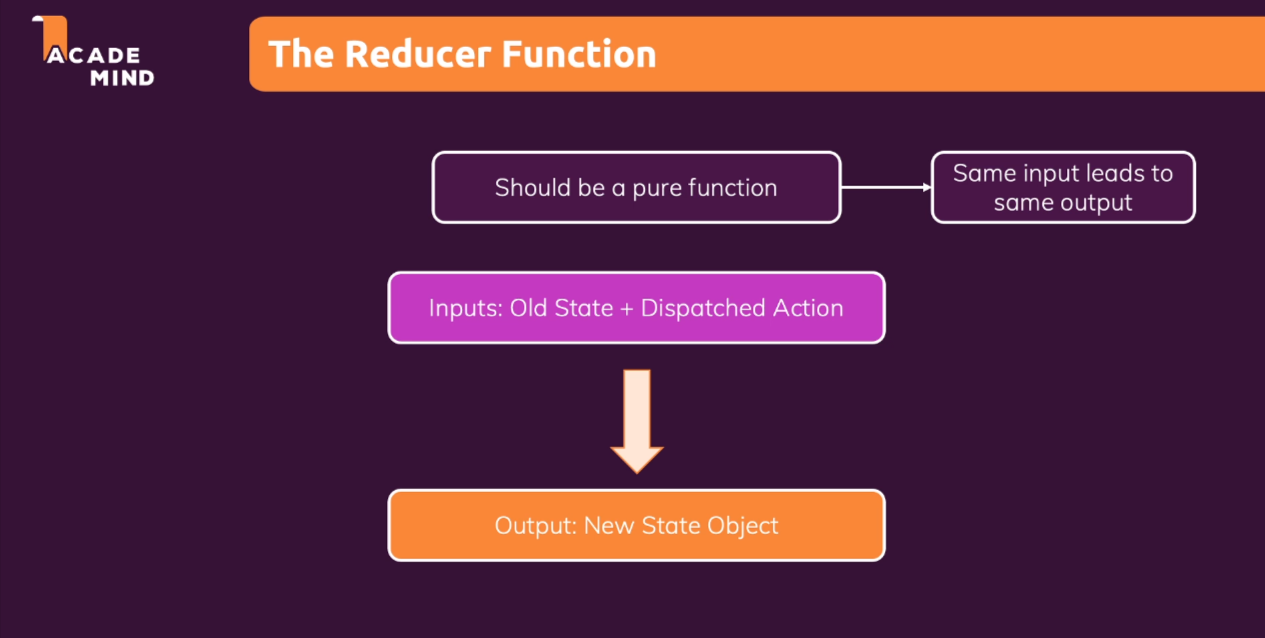 ACADE
MIND
The Reducer Function
Should be a pure function
Same input leads to
same output
Inputs: Old State + Dispatched Action
Output: New State Object